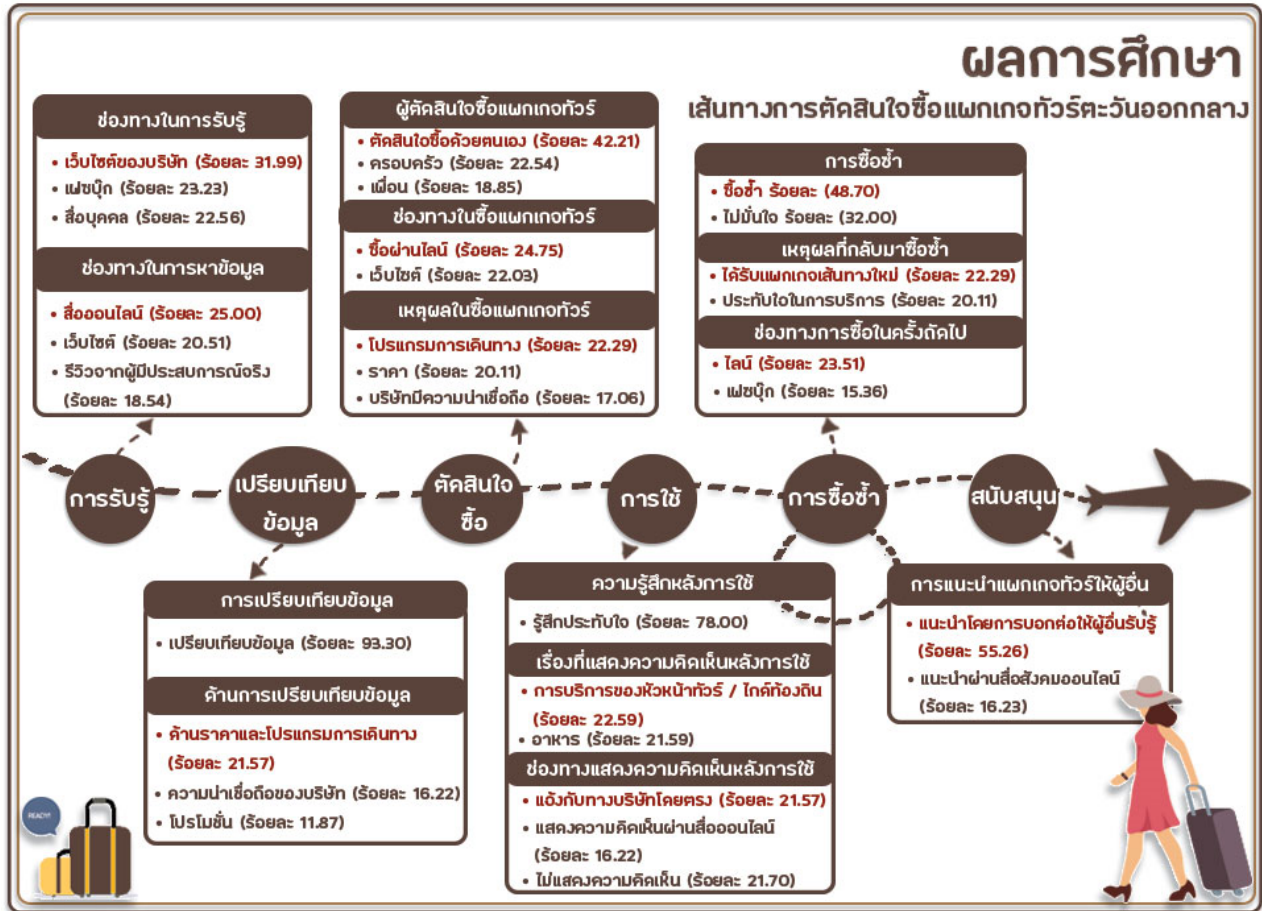 ผลการศึกษา
เส้นทางการตัดสินใจซื้อแพกเกจทัวร์ตะวันออกกลาง
ช่องทางในการรับรู้
• เว็บไซต์ของบริษัท (ร้อยละ 31.99)
• เฟซบุ๊ก (ร้อยละ 23.23)
• สื่อบุคคล (ร้อยละ 22.56)
ช่องทางในการหาข้อมูล
• สื่อออนไลน์ (ร้อยละ 25.00)
• เว็บไซต์ (ร้อยละ 20.51)
• รีวิวจากผู้มีประสบการณ์จริง
(ร้อยละ 18.54)
ผู้ตัดสินใจซื้อแพกเกจทัวร์
• ตัดสินใจซื้อด้วยตนเอง (ร้อยละ 42.21)
• ครอบครัว (ร้อยละ 22.54)
• เพื่อน (ร้อยละ 18.85)
ช่องทางในซื้อแพกเกจทัวร์
• ซื้อผ่านไลน์ (ร้อยละ 24.75)
• เว็บไซต์ (ร้อยละ 22.03)
เหตุผลในซื้อแพกเกจทัวร์
• โปรแกรมการเดินทาง (ร้อยละ 22.29)
• ราคา (ร้อยละ 20.11)
• บริษัทมีความน่าเชื่อถือ (ร้อยละ 17.06)
การซื้อซ้ำ
• ซื้อซ้ำ ร้อยละ (48.70)
• ไม่มั่นใจ ร้อยละ (32.00)
เหตุผลที่กลับมาซื้อซ้ำ
• ได้รับแพกเกจเส้นทางใหม่ (ร้อยละ 22.29)
• ประทับใจในการบริการ (ร้อยละ 20.11)
ช่องทางการซื้อในครั้งถัดไป
• ไลน์ (ร้อยละ 23.51)
• เฟซบุ๊ก (ร้อยละ 15.36)
การรับรู้
เปรียบเทียบ
ข้อมูล
ตัดสินใจ
ซื้อ
การใช้
การซื้อซ้ำ
สนับสนุน
การเปรียบเทียบข้อมูล
• เปรียบเทียบข้อมูล (ร้อยละ 93.30)
ด้านการเปรียบเทียบข้อมูล
• ด้านราคาและโปรแกรมการเดินทาง
(ร้อยละ 21.57)
• ความน่าเชื่อถือของบริษัท (ร้อยละ 16.22)
• โปรโมชั่น (ร้อยละ 11.87)
ความรู้สึกหลังการใช้
• รู้สึกประทับใจ (ร้อยละ 78.00)
เรื่องที่แสดงความคิดเห็นหลังการใช้
• การบริการของหัวหน้าทัวร์ / ไกด์ท้องถิน
(ร้อยละ 22.59)
• อาหาร (ร้อยละ 21.59)
ช่องทางแสดงความคิดเห็นหลังการใช้
• แจ้งกับทางบริษัทโดยตรง (ร้อยละ 21.57)
• แสดงความคิดเห็นผ่านสื่อออนไลน์
(ร้อยละ 16.22)
• ไม่แสดงความคิดเห็น (ร้อยละ 21.70)
การแนะนำแพกเกจทัวร์ให้ผู้อื่น
• แนะนำโดยการบอกต่อให้ผู้อื่นรับรู้
(ร้อยละ 55.26)
• แนะนำผ่านสื่อสังคมออนไลน์
(ร้อยละ 16.23)
READY!